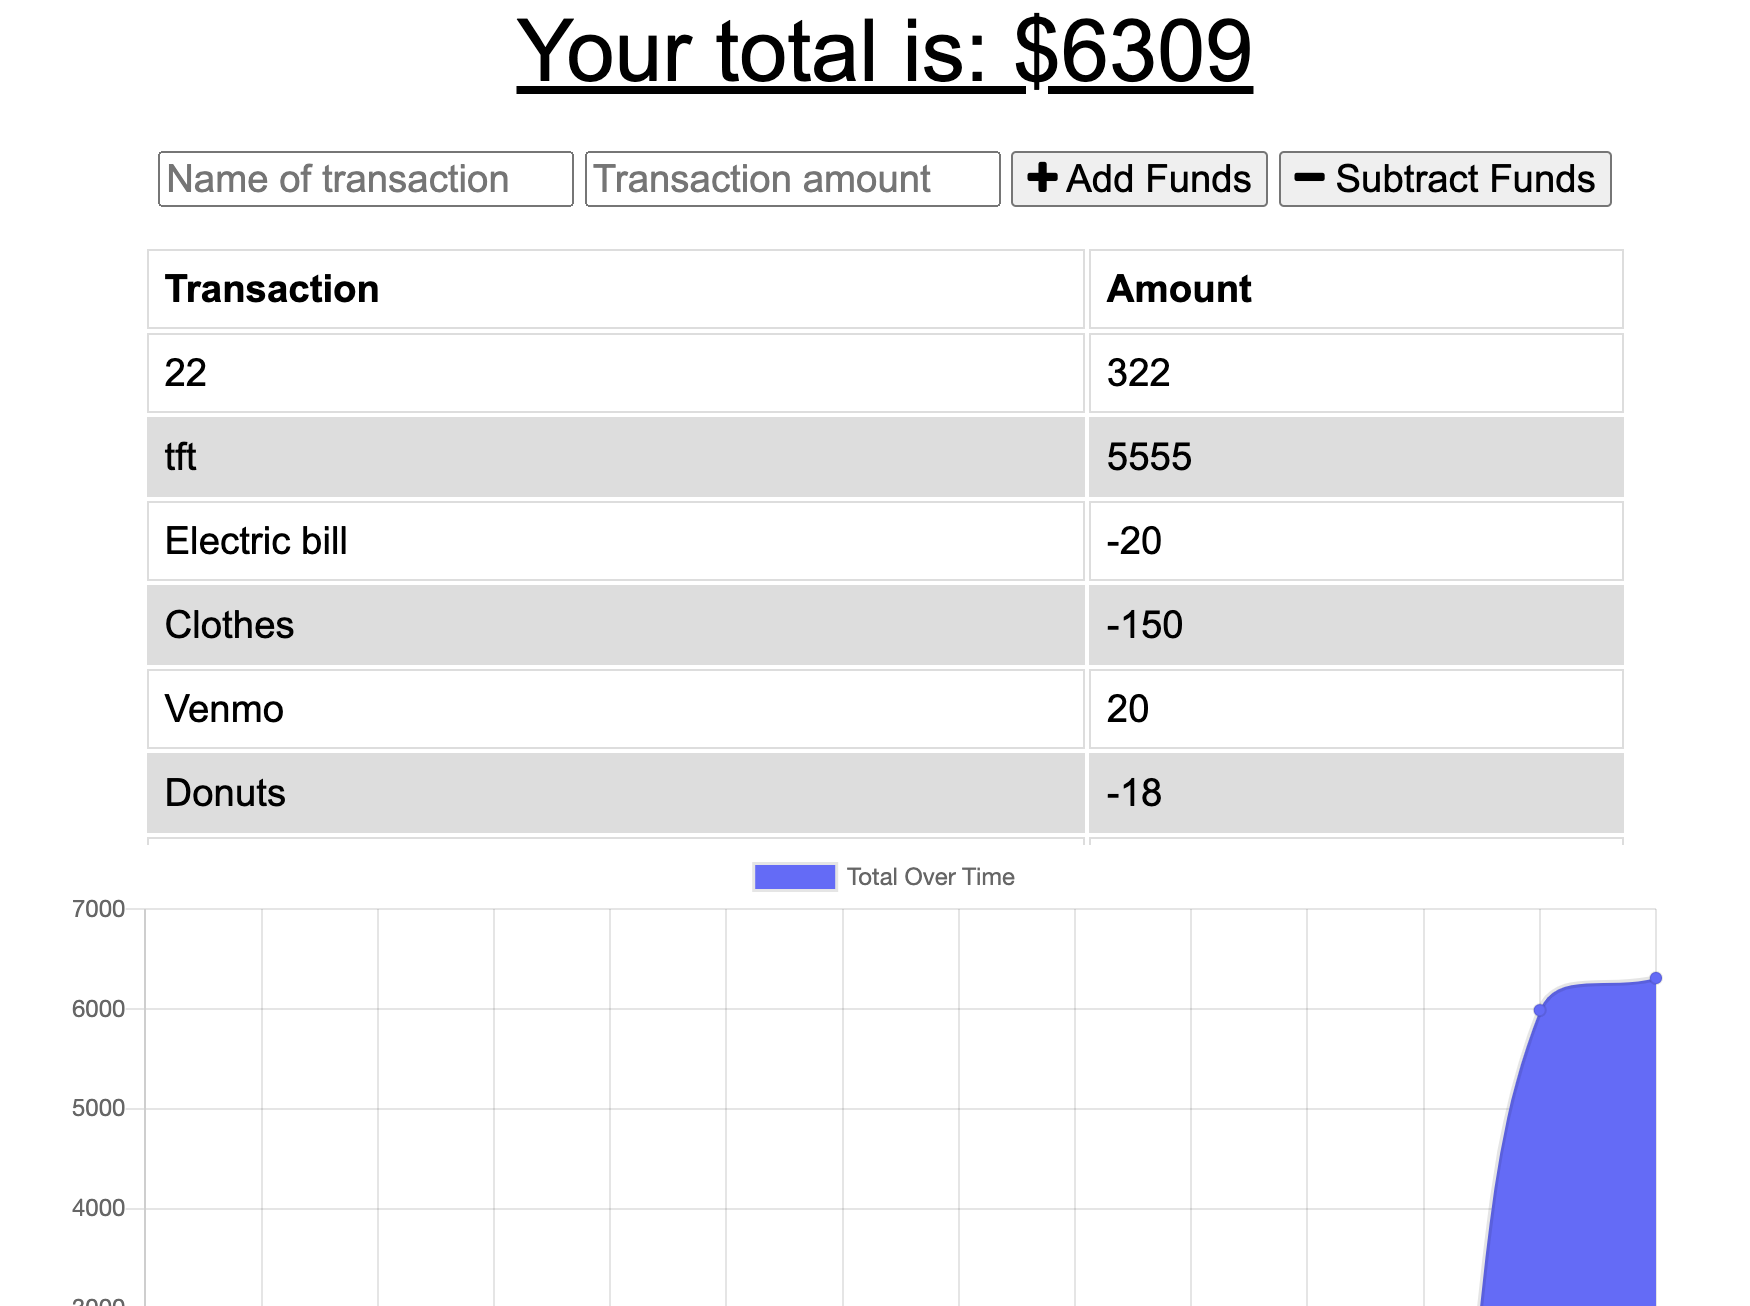 Your total is: $6309
Name of transaction Transaction amount Add Funds Subtract Funds
Transaction Amount
22 322
tft 5555
Electric bill -20
Clothes -150
Venmo 20
Donuts -18
Total Over Time
7000
6000
5000
4000